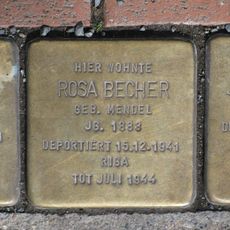 HIER WOHNTE
ROSA BECHER
GEB. MENDEL
JG. 1888
DEPORTIERT 15.12.1941
RIGA
TOT JULI 1944